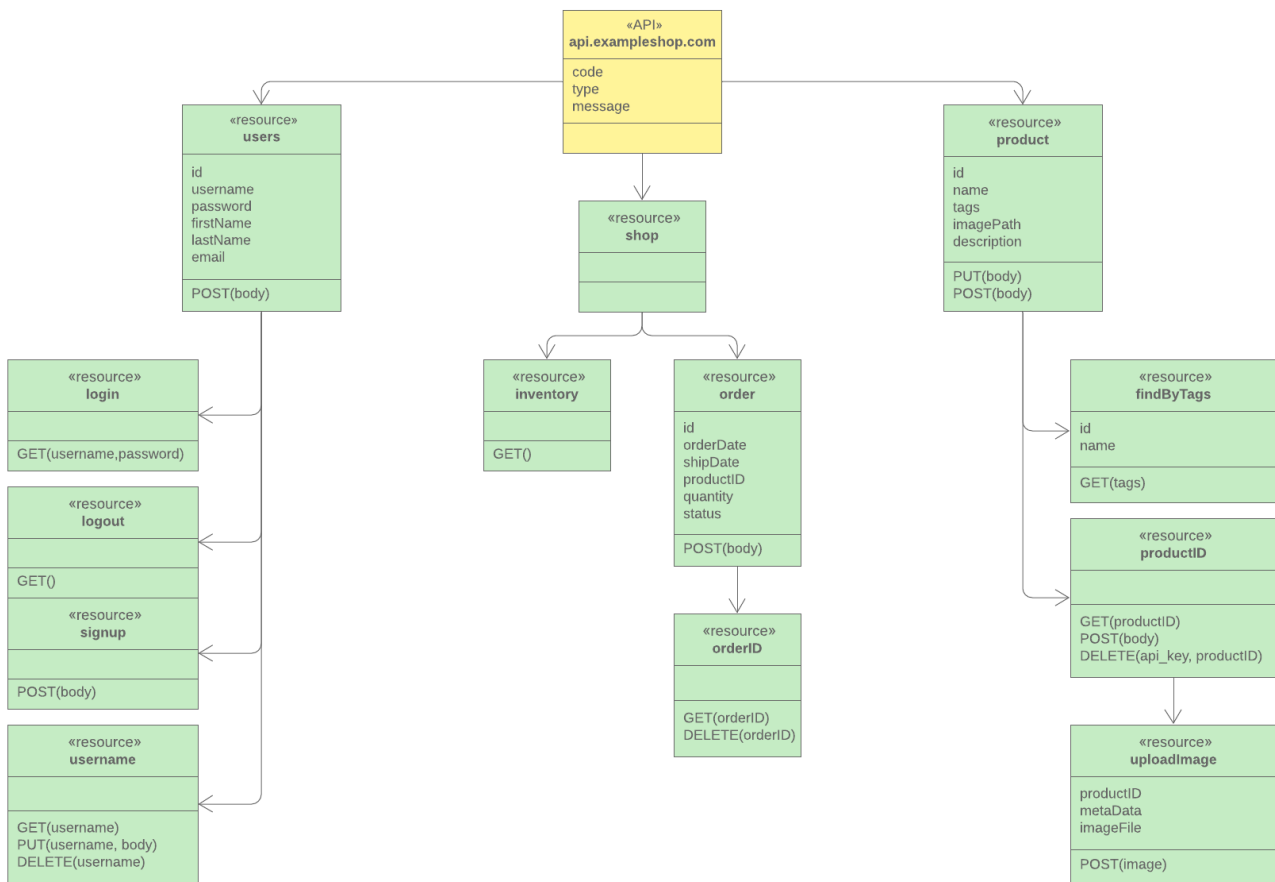 «API»
api.exampleshop.com
code
type
message
«resource»
users
id
username
password
firstName
lastName
email
POST(body)
«resource»
shop
«resource»
product
id
name
tags
imagePath
description
PUT(body)
POST(body)
«resource»
login
GET(username,password)
«resource»
logout
GET()
«resource»
signup
POST(body)
«resource»
username
GET(username)
PUT(username, body)
DELETE(username)
«resource»
inventory
GET()
«resource»
order
id
orderDate
shipDate
productID
quantity
status
POST(body)
«resource»
orderID
GET(orderID)
DELETE(orderID)
«resource»
findByTags
id
name
GET(tags)
«resource»
productID
GET(productID)
POST(body)
DELETE(api_key, productID)
«resource»
uploadImage
productID
metaData
imageFile
POST(image)